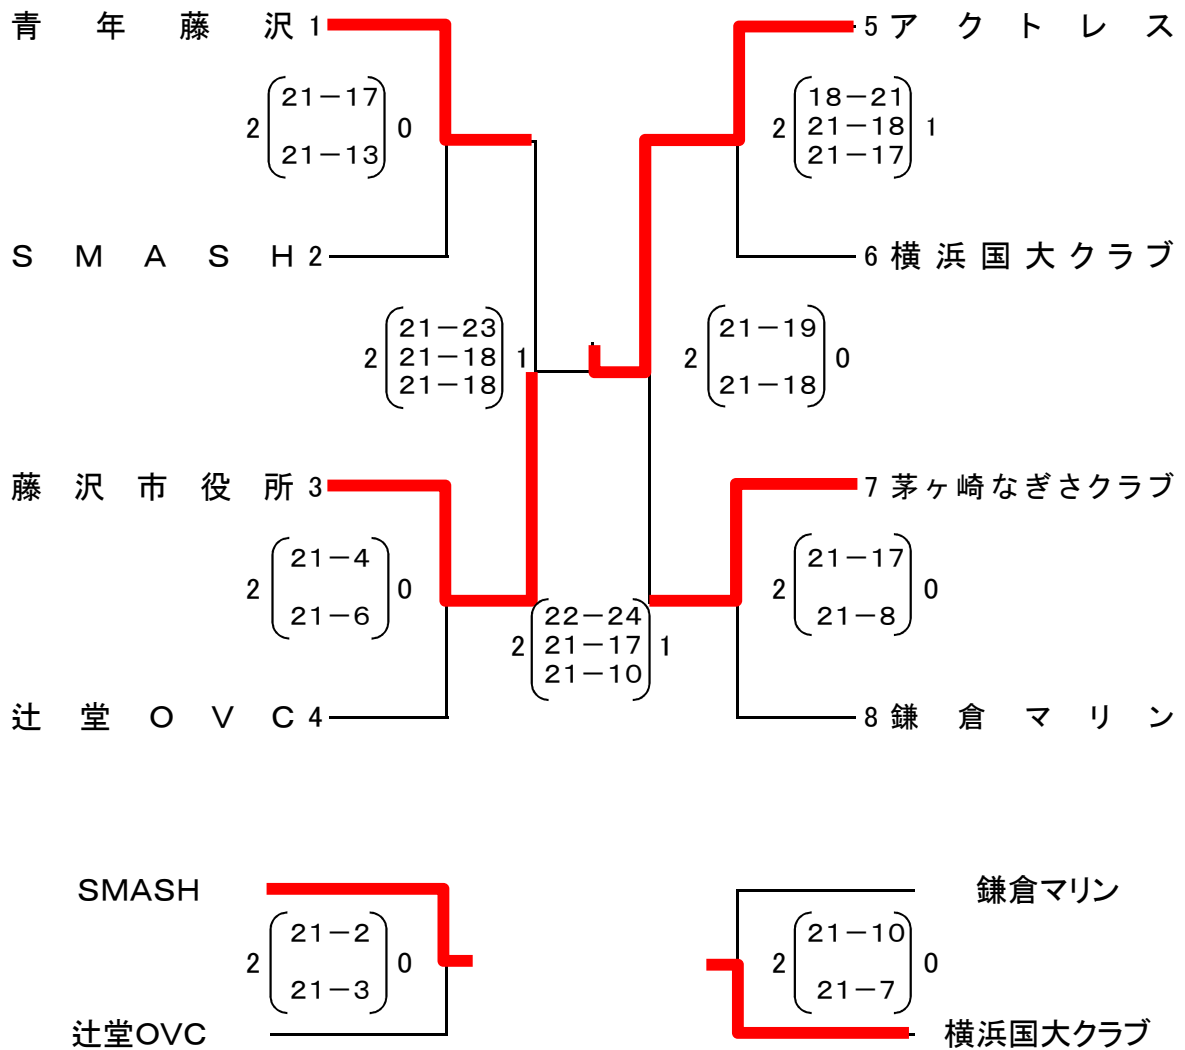 青年藤沢 1 5 アクトレス
2 21－17 0 2 18－21 1
21－18
21－13 21－17
SMASH 2 6 横浜国大クラブ
2 21－23 1 2 21－19 0
21－18
21－18 21－18
藤沢市役所 3 7 茅ヶ崎なぎさクラブ
2 21－4 0 2 21－17 0
21－6 21－8
2 22－24 1
21－17
21－10
辻堂OVC 4 8 鎌倉マリン
SMASH 鎌倉マリン
2 21－2 0 2 21－10 0
21－3 21－7
辻堂OVC 横浜国大クラブ